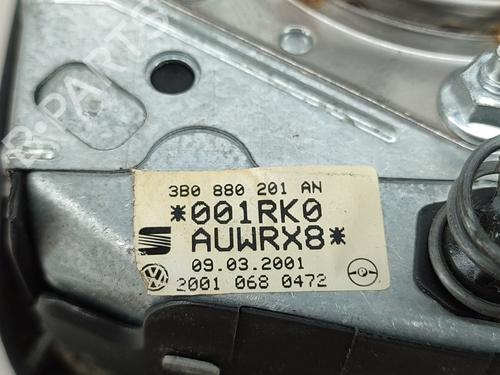 B-PARTS
3B0 880 201 AN
*001RK0
AUWRX8*
09.03.2001
2001 068 0472